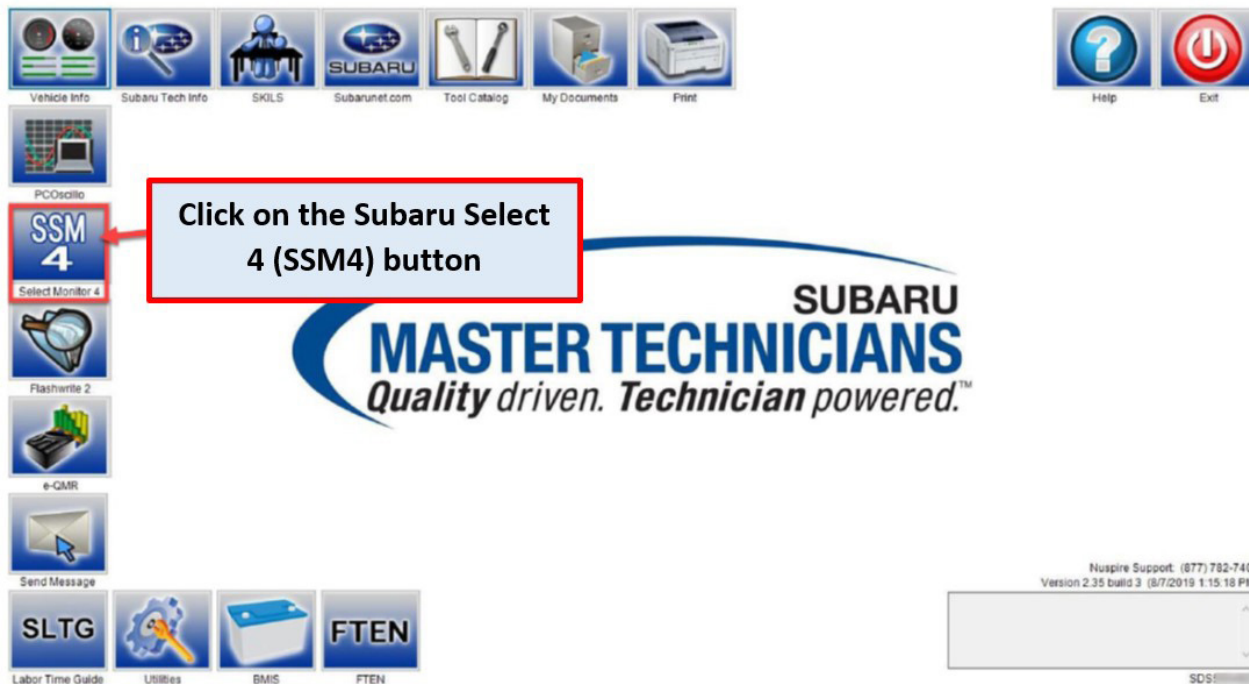 SUBARU
Vehicle Info
Subaru Tech Info
SKILS
Subarunet.com
Tool Catalog
My Documents
Print
Help
Exit
PCOscillo
SSM
4
Select Monitor 4
Click on the Subaru Select
4 (SSM4) button
SUBARU
MASTER TECHNICIANS
Quality driven. Technician powered.™
Flashwrite 2
e-QMR
Send Message
Nuspire Support: (877) 782-740
Version 2.35 build 3 (8/7/2019 1:15:18 PM
SLTG
FTEN
Labor Time Guide
Utilities
BMIS
FTEN